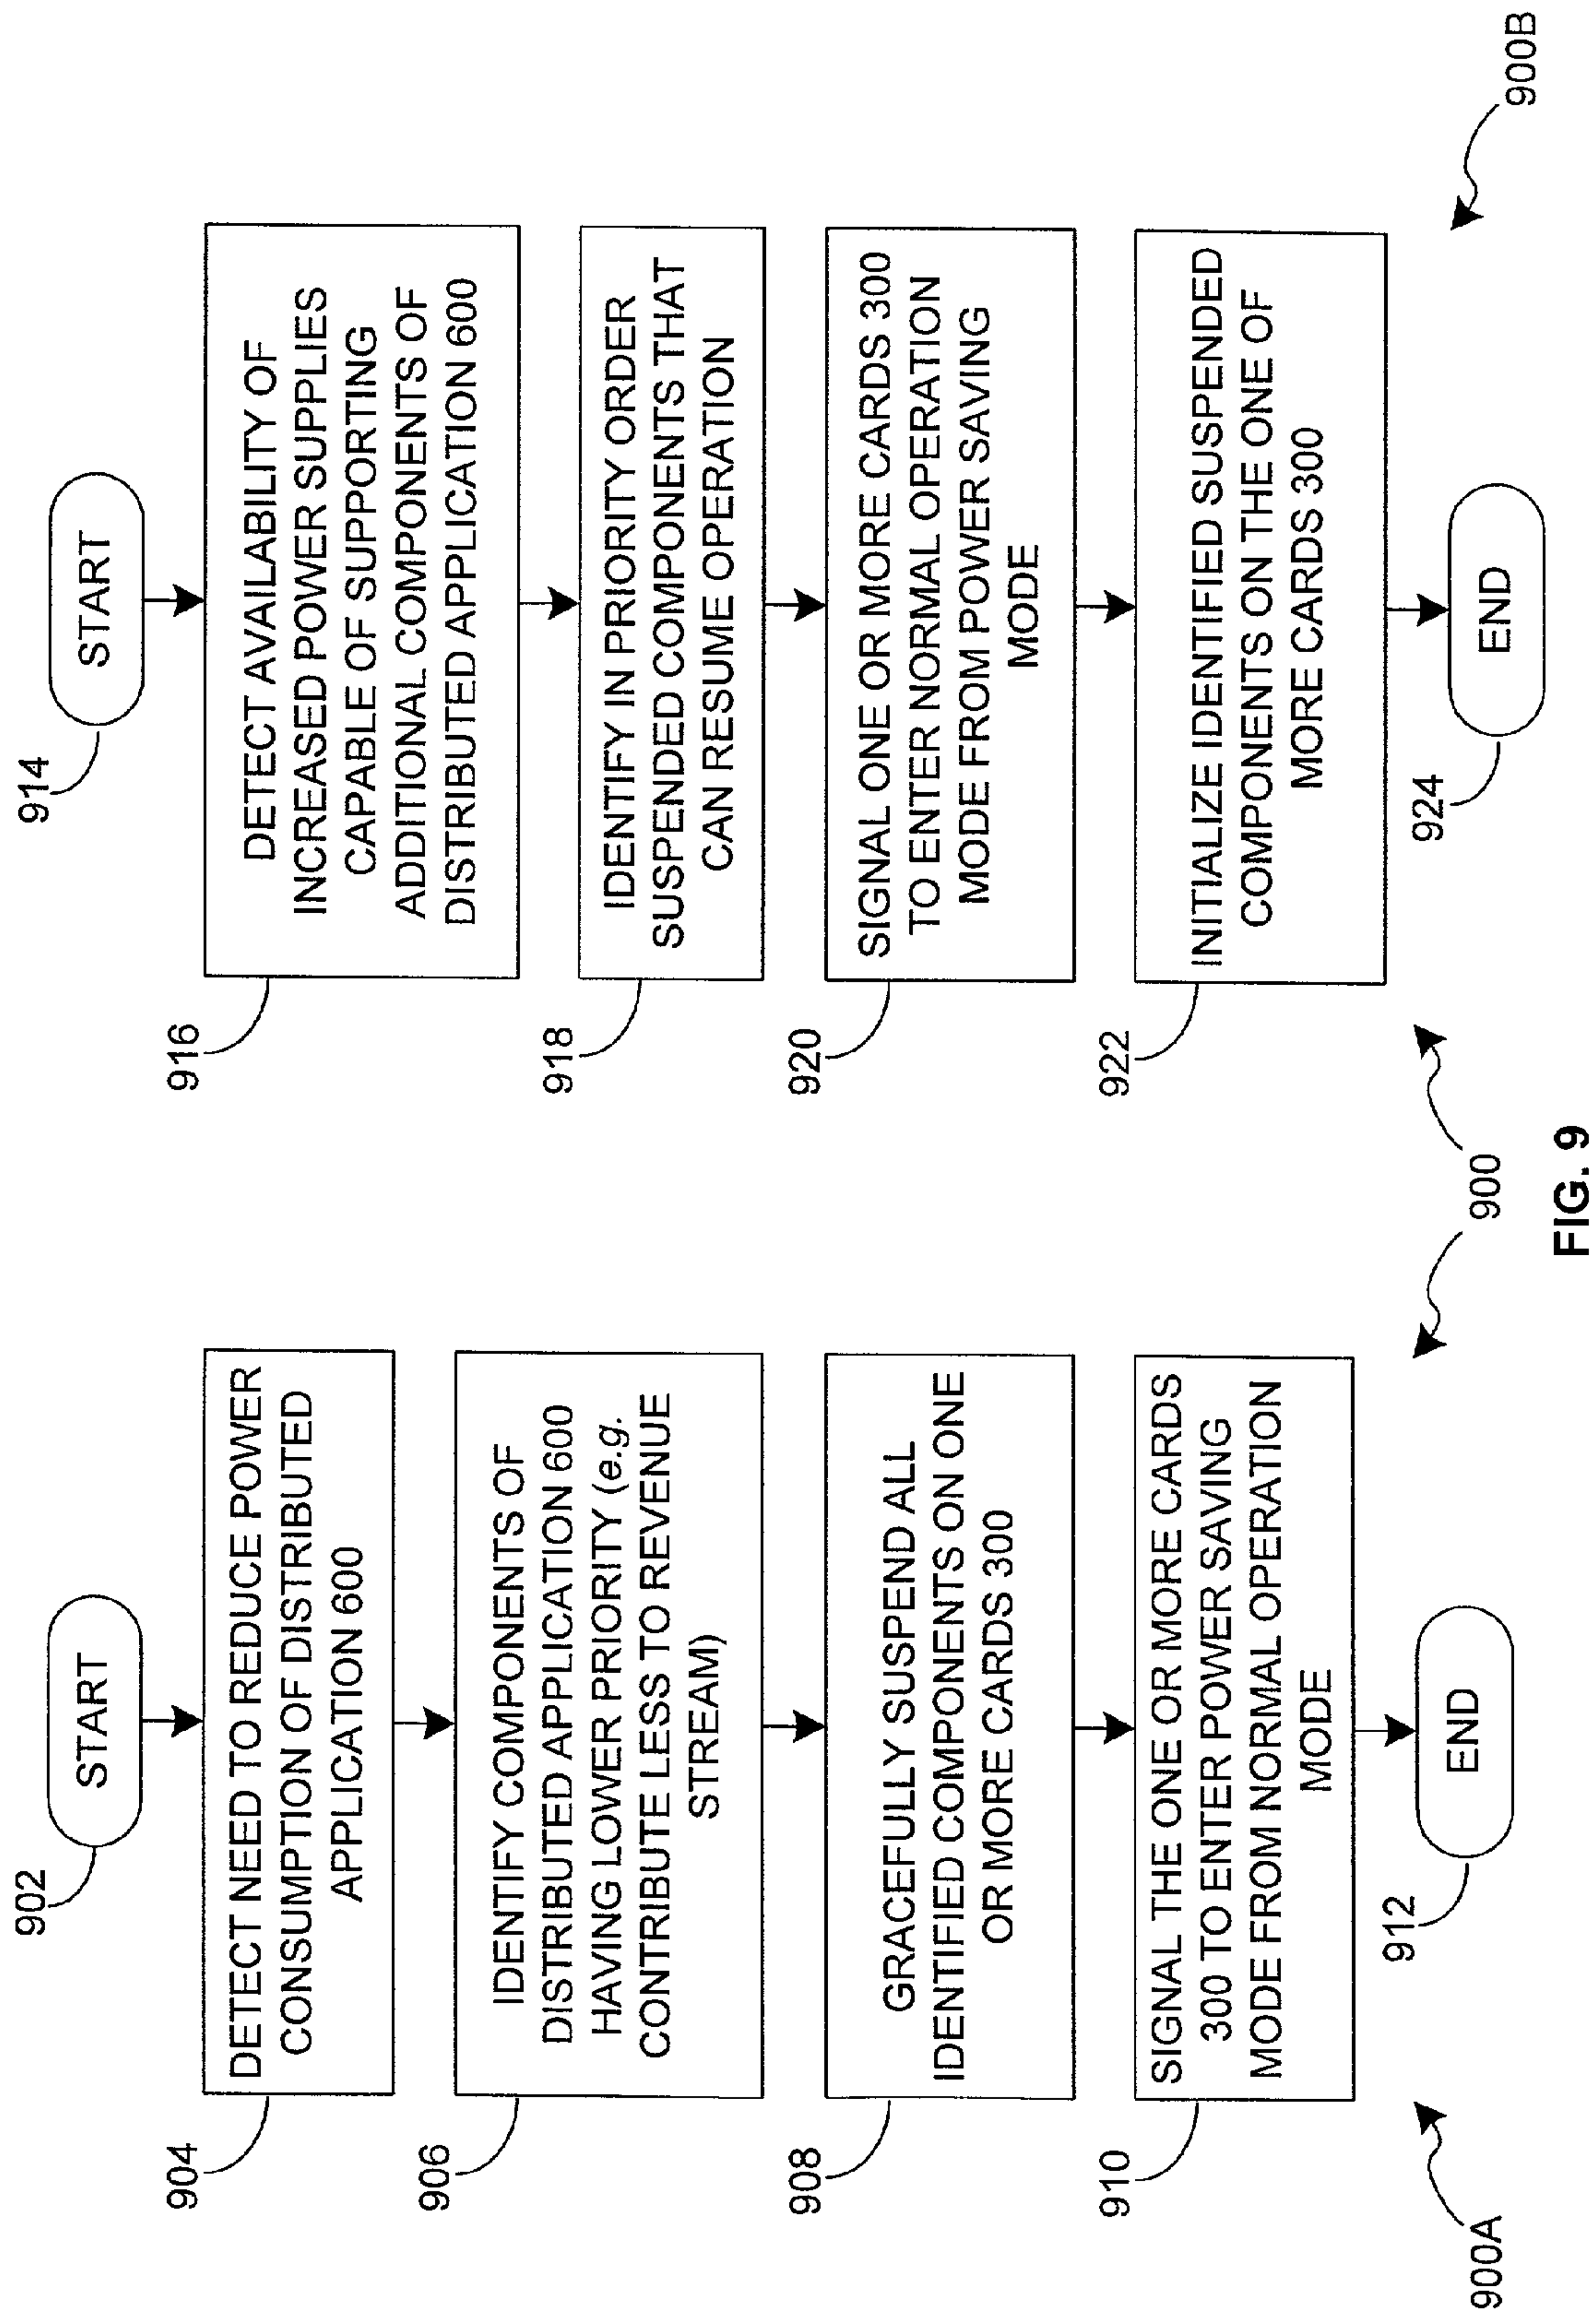 902
START
904
DETECT NEED TO REDUCE POWER
CONSUMPTION OF DISTRIBUTED
APPLICATION 600
906
IDENTIFY COMPONENTS OF
DISTRIBUTED APPLICATION 600
HAVING LOWER PRIORITY (e.g.
CONTRIBUTE LESS TO REVENUE
STREAM)
908
GRACEFULLY SUSPEND ALL
IDENTIFIED COMPONENTS ON ONE
OR MORE CARDS 300
910
SIGNAL THE ONE OR MORE CARDS
300 TO ENTER POWER SAVING
MODE FROM NORMAL OPERATION
MODE
912
END
900A
914
START
916
DETECT AVAILABILITY OF
INCREASED POWER SUPPLIES
CAPABLE OF SUPPORTING
ADDITIONAL COMPONENTS OF
DISTRIBUTED APPLICATION 600
918
IDENTIFY IN PRIORITY ORDER
SUSPENDED COMPONENTS THAT
CAN RESUME OPERATION
920
SIGNAL ONE OR MORE CARDS 300
TO ENTER NORMAL OPERATION
MODE FROM POWER SAVING
MODE
922
INITIALIZE IDENTIFIED SUSPENDED
COMPONENTS ON THE ONE OF
MORE CARDS 300
924
END
900B
900
FIG. 9